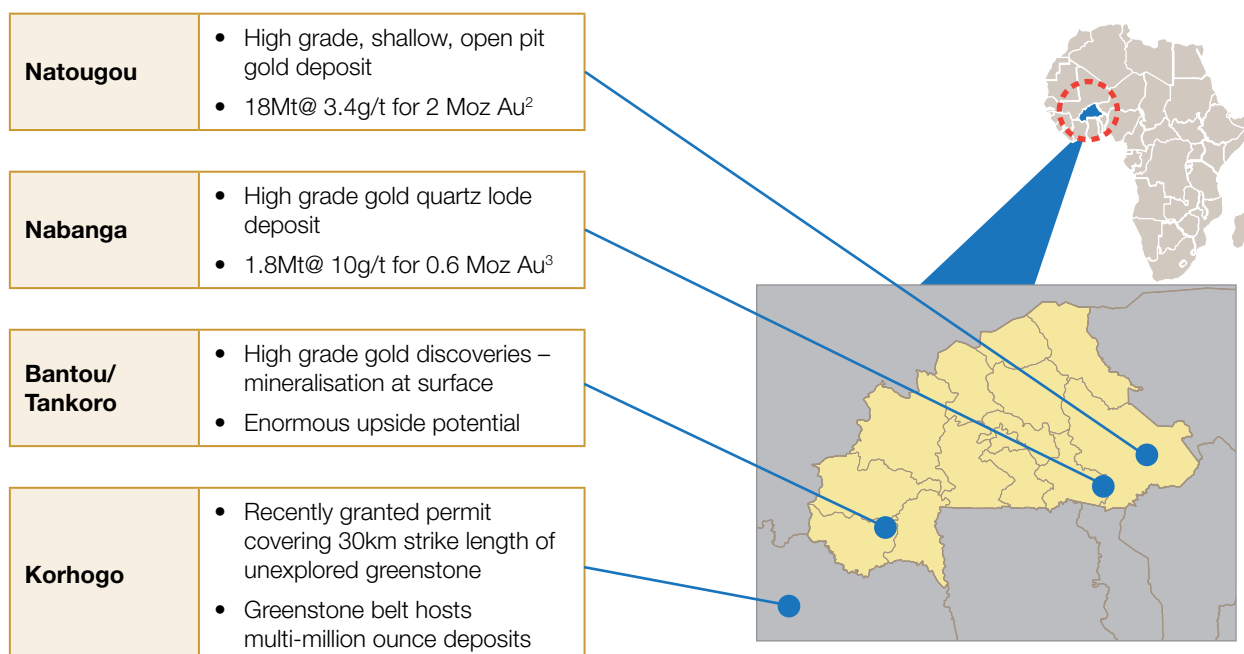 Natougou
• High grade, shallow, open pit
gold deposit
• 18Mt@ 3.4g/t for 2 Moz Au²
Nabanga
• High grade gold quartz lode
deposit
• 1.8Mt@ 10g/t for 0.6 Moz Au³
Bantou/
Tankoro
• High grade gold discoveries –
mineralisation at surface
• Enormous upside potential
Korhogo
• Recently granted permit
covering 30km strike length of
unexplored greenstone
• Greenstone belt hosts
multi-million ounce deposits